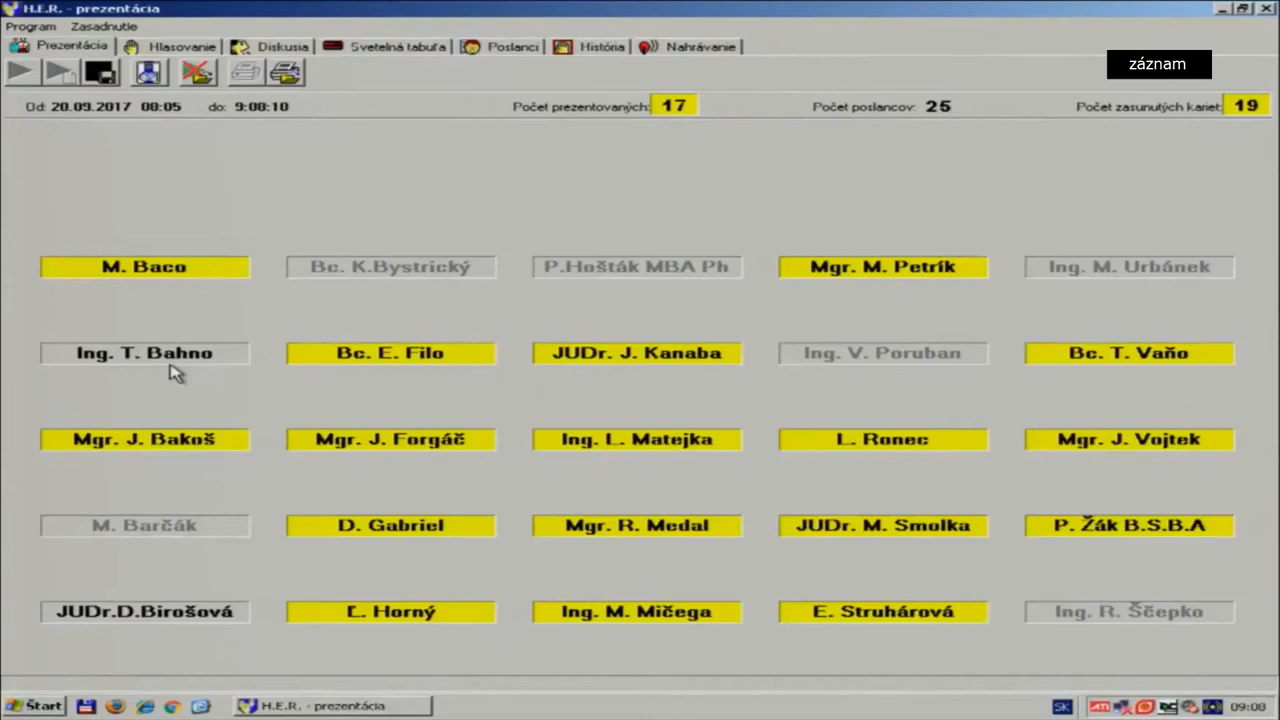 H.E.R. - prezentácia
Program Zasadnutie
Prezentácia Hlasovanie Diskusia Svetelná tabuľa Poslanci História Nahrávanie
záznam
Od: 20.09.2017 08:05 do: 9:08:10 Počet prezentovaných: 17 Počet poslancov: 25 Počet zasunutých kariet: 19
M. Baco Bc. K.Bystrický P.Hošták MBA Ph Mgr. M. Petrík Ing. M. Urbánek
Ing. T. Bahno Bc. E. Filo JUDr. J. Kanaba Ing. V. Poruban Bc. T. Vaňo
Mgr. J. Bakoš Mgr. J. Forgáč Ing. L. Matejka L. Ronec Mgr. J. Vojtek
M. Barčák D. Gabriel Mgr. R. Medal JUDr. M. Smolka P. Žák B.S.B.A
JUDr.D.Birošová Ľ. Horný Ing. M. Mičega E. Struhárová Ing. R. Ščepko
Štart H.E.R. - prezentácia SK ATI 09:08